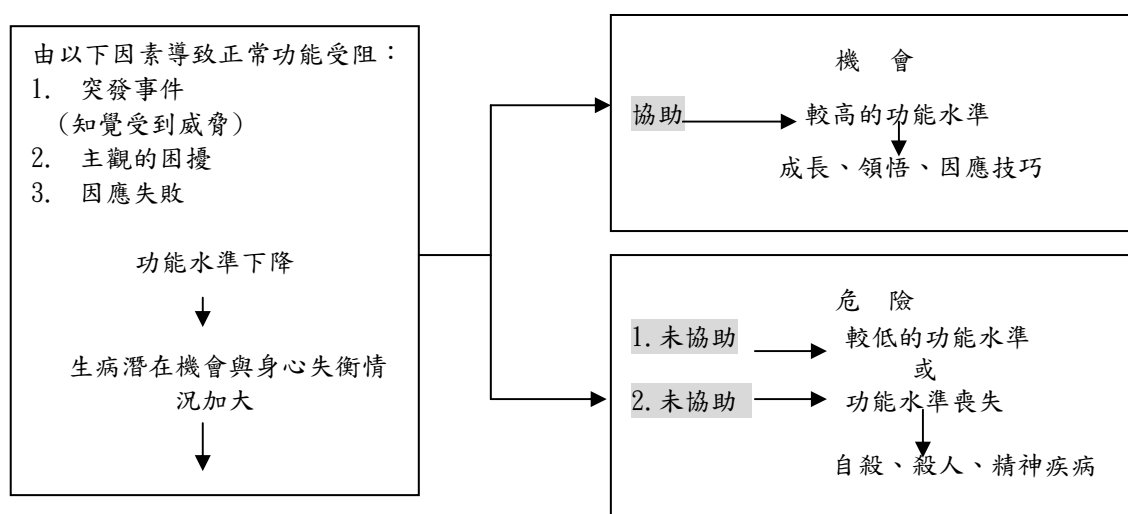 由以下因素導致正常功能受阻：
1. 突發事件
（知覺受到威脅）
2. 主觀的困擾
3. 因應失敗
功能水準下降
生病潛在機會與身心失衡情
況加大
機 會
協助 較高的功能水準
成長、領悟、因應技巧
危 險
1.未協助 較低的功能水準
或
2.未協助 功能水準喪失
自殺、殺人、精神疾病